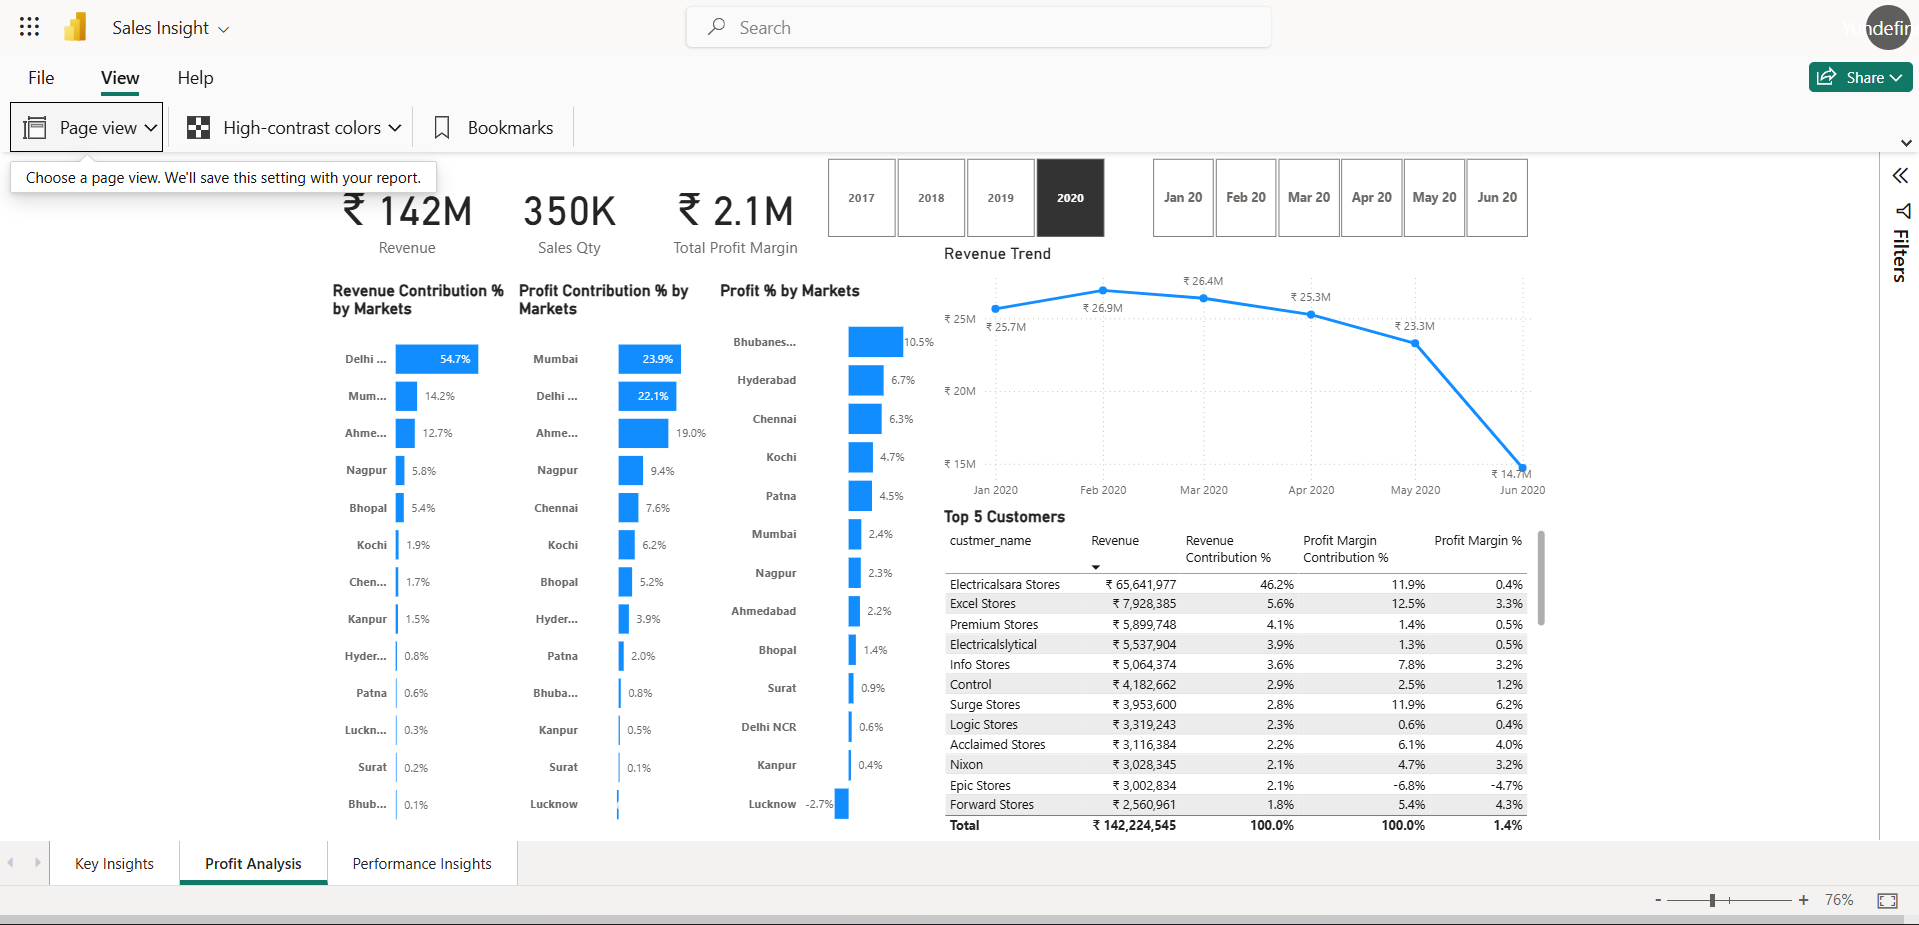 Sales Insight
Search
File
View
Help
Share
Page view
High-contrast colors
Bookmarks
Choose a page view. We'll save this setting with your report.
₹ 142M
Revenue
350K
Sales Qty
₹ 2.1M
Total Profit Margin
2017
2018
2019
2020
Jan 20
Feb 20
Mar 20
Apr 20
May 20
Jun 20
Filters
Revenue Contribution %
by Markets
Delhi ... 54.7%
Mum... 14.2%
Ahme... 12.7%
Nagpur 5.8%
Bhopal 5.4%
Kochi 1.9%
Chen... 1.7%
Kanpur 1.5%
Hyder... 0.8%
Patna 0.6%
Luckn... 0.3%
Surat 0.2%
Bhub... 0.1%
Profit Contribution % by
Markets
Mumbai 23.9%
Delhi ... 22.1%
Ahme... 19.0%
Nagpur 9.4%
Chennai 7.6%
Kochi 6.2%
Bhopal 5.2%
Hyder... 3.9%
Patna 2.0%
Bhuba... 0.8%
Kanpur 0.5%
Surat 0.1%
Lucknow
Profit % by Markets
Bhubanes... 10.5%
Hyderabad 6.7%
Chennai 6.3%
Kochi 4.7%
Patna 4.5%
Mumbai 2.4%
Nagpur 2.3%
Ahmedabad 2.2%
Bhopal 1.4%
Surat 0.9%
Delhi NCR 0.6%
Kanpur 0.4%
Lucknow -2.7%
Revenue Trend
₹ 25M
₹ 20M
₹ 15M
₹ 25.7M
₹ 26.9M
₹ 26.4M
₹ 25.3M
₹ 23.3M
₹ 14.7M
Jan 2020
Feb 2020
Mar 2020
Apr 2020
May 2020
Jun 2020
Top 5 Customers
custmer_name Revenue Revenue Contribution % Profit Margin Contribution % Profit Margin %
Electricalsara Stores ₹ 65,641,977 46.2% 11.9% 0.4%
Excel Stores ₹ 7,928,385 5.6% 12.5% 3.3%
Premium Stores ₹ 5,899,748 4.1% 1.4% 0.5%
Electricalslytical ₹ 5,537,904 3.9% 1.3% 0.5%
Info Stores ₹ 5,064,374 3.6% 7.8% 3.2%
Control ₹ 4,182,662 2.9% 2.5% 1.2%
Surge Stores ₹ 3,953,600 2.8% 11.9% 6.2%
Logic Stores ₹ 3,319,243 2.3% 0.6% 0.4%
Acclaimed Stores ₹ 3,116,384 2.2% 6.1% 4.0%
Nixon ₹ 3,028,345 2.1% 4.7% 3.2%
Epic Stores ₹ 3,002,834 2.1% -6.8% -4.7%
Forward Stores ₹ 2,560,961 1.8% 5.4% 4.3%
Total ₹ 142,224,545 100.0% 100.0% 1.4%
Key Insights
Profit Analysis
Performance Insights
- + 76%